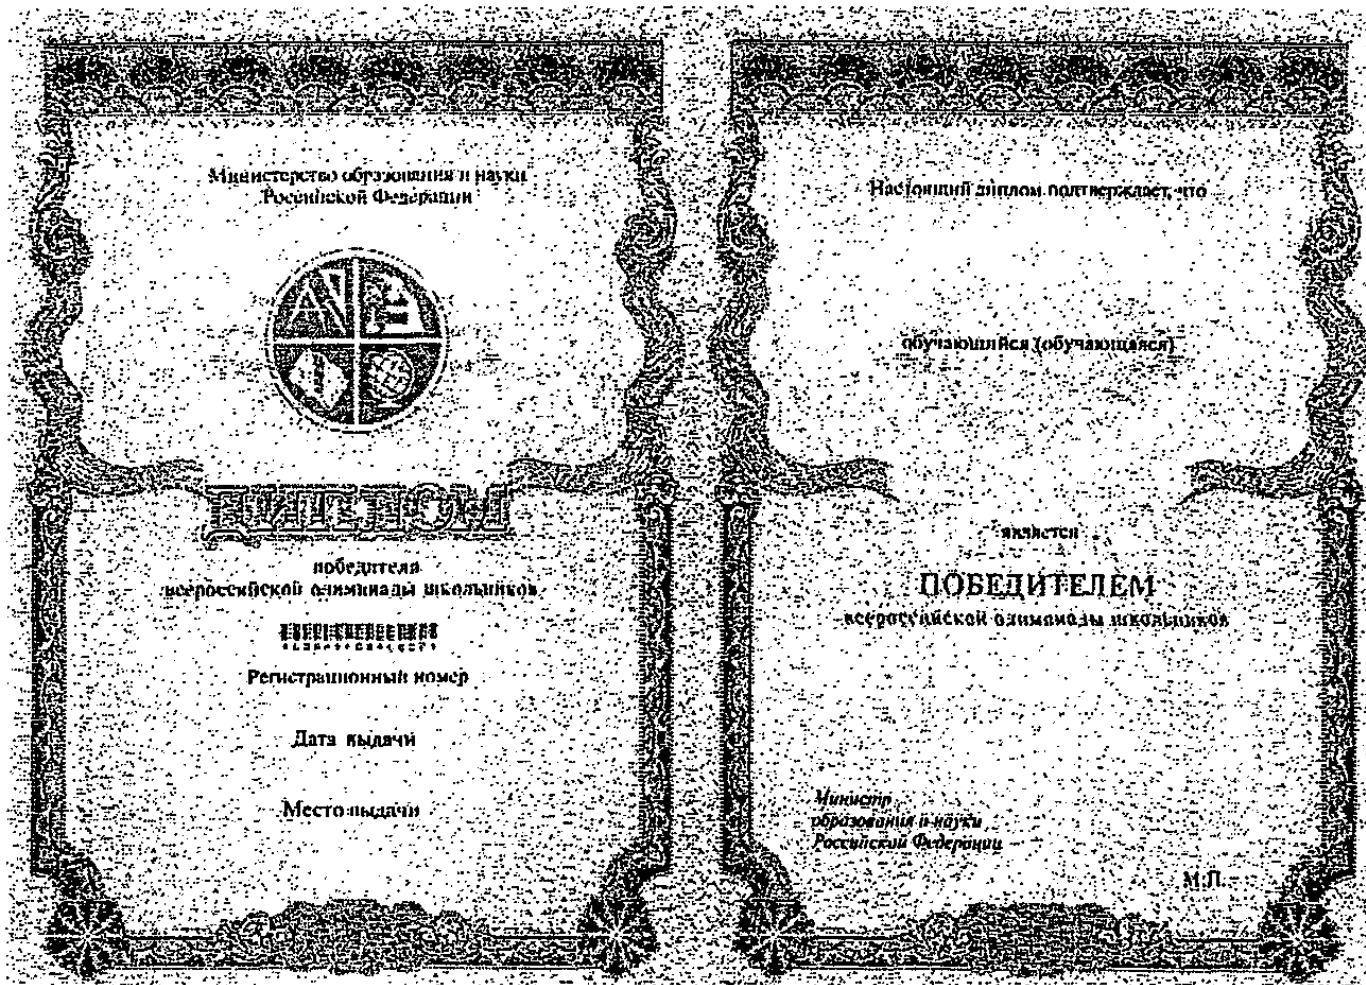 Министерство образования и науки
Российской Федерации
ДИПЛОМ
победителя
всероссийской олимпиады школьников
Регистрационный номер
Дата выдачи
Место выдачи
Настоящий диплом подтверждает, что
обучающийся (обучающаяся)
является
ПОБЕДИТЕЛЕМ
всероссийской олимпиады школьников
Министр
образования и науки
Российской Федерации
М.П.